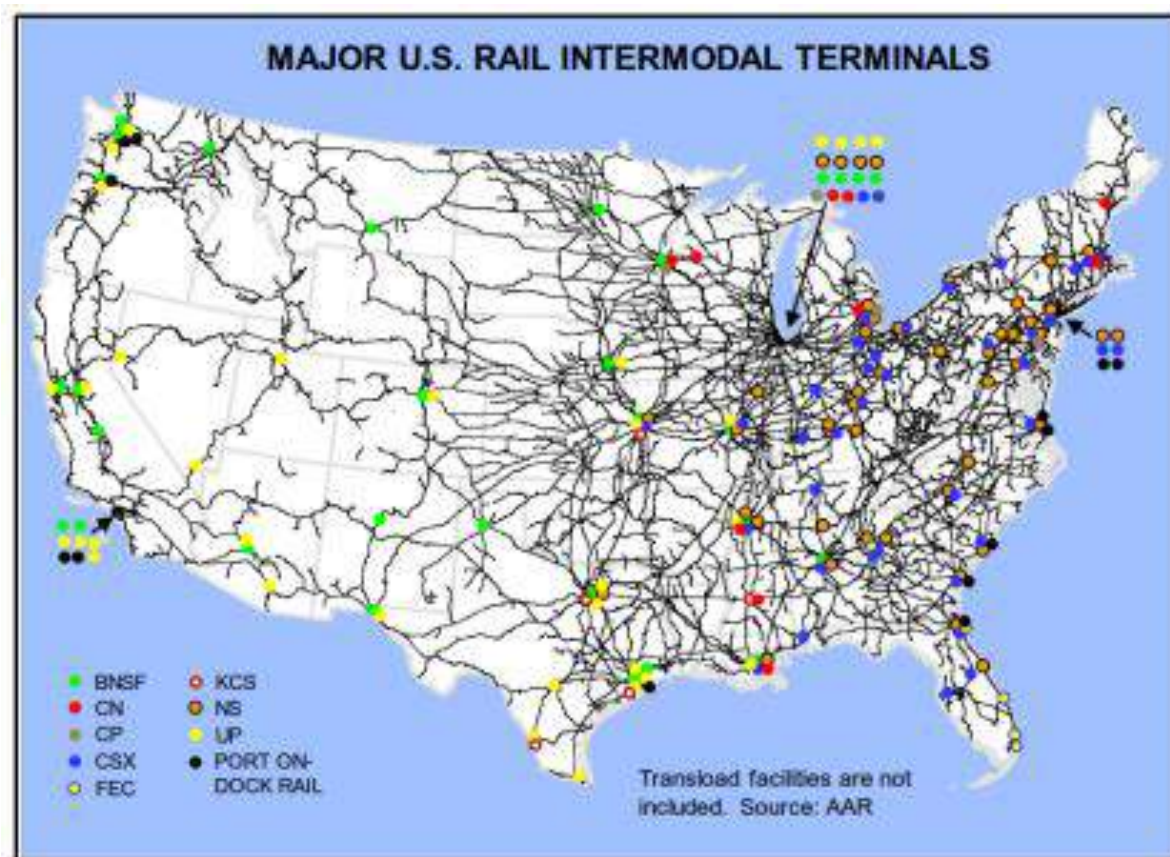 MAJOR U.S. RAIL INTERMODAL TERMINALS
BNSF
CN
CP
CSX
FEC
KCS
NS
UP
PORT ON-
DOCK RAIL
Transload facilities are not
included. Source: AAR